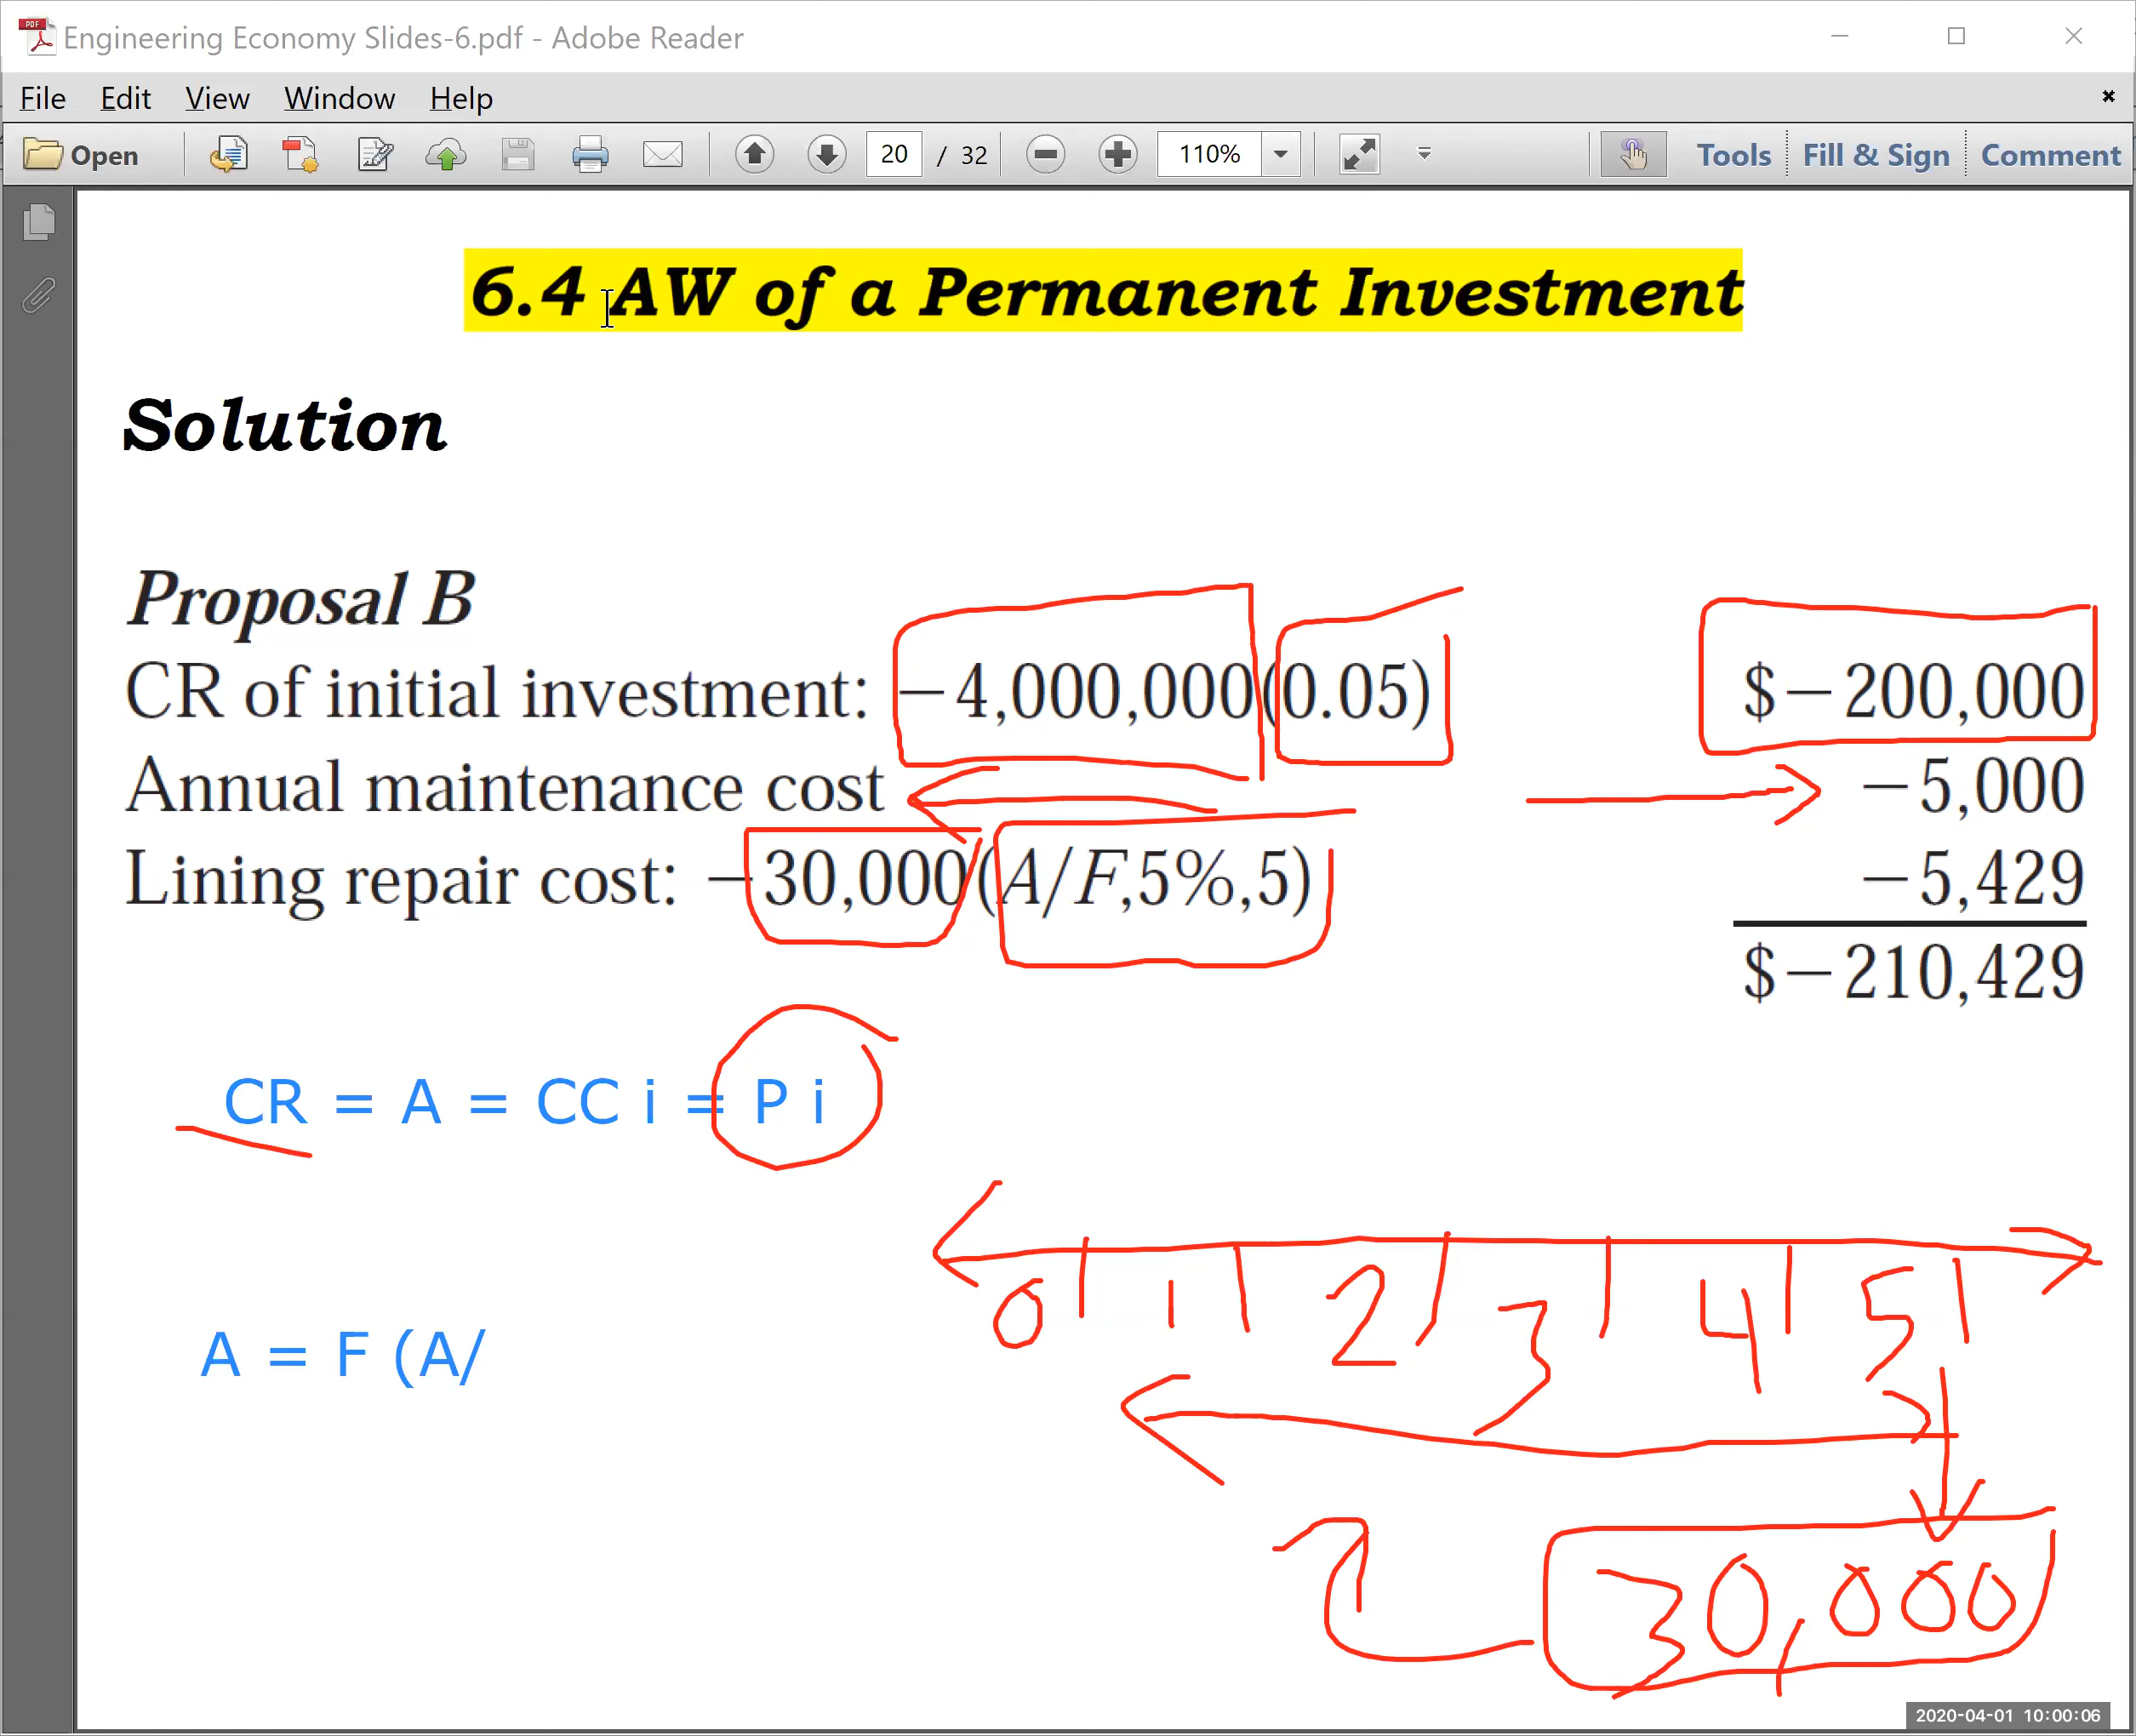 Engineering Economy Slides-6.pdf - Adobe Reader
File Edit View Window Help
Open 20 / 32 110% Tools Fill & Sign Comment
6.4 AW of a Permanent Investment
Solution
Proposal B
CR of initial investment: −4,000,000(0.05) $−200,000
Annual maintenance cost −5,000
Lining repair cost: −30,000(A/F,5%,5) −5,429
$−210,429
CR = A = CC i = P i
0 1 2 3 4 5
A = F (A/
30,000
2020-04-01 10:00:06